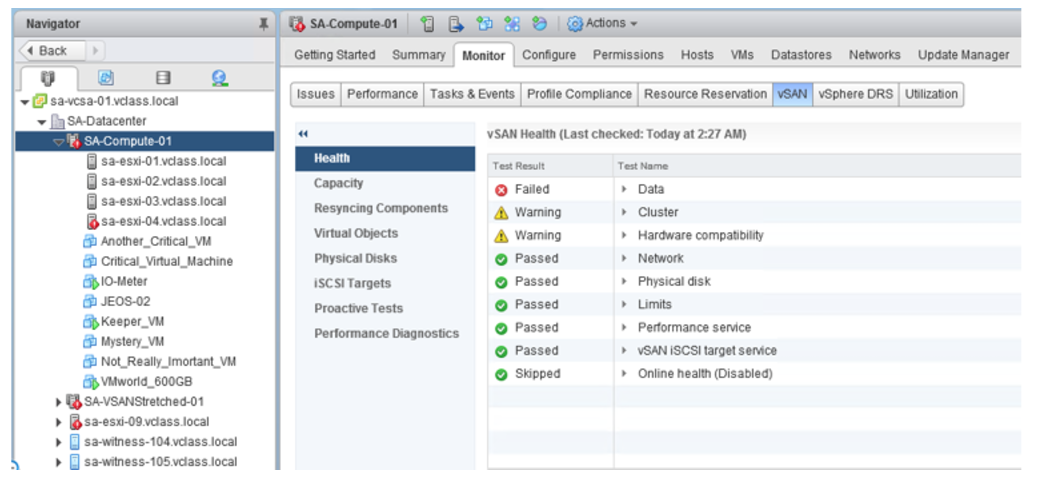 Navigator
Back
sa-vcsa-01.vclass.local
SA-Datacenter
SA-Compute-01
sa-esxi-01.vclass.local
sa-esxi-02.vclass.local
sa-esxi-03.vclass.local
sa-esxi-04.vclass.local
Another_Critical_VM
Critical_Virtual_Machine
IO-Meter
JEOS-02
Keeper_VM
Mystery_VM
Not_Really_Imortant_VM
VMworld_600GB
SA-VSANStretched-01
sa-esxi-09.vclass.local
sa-witness-104.vclass.local
sa-witness-105.vclass.local
SA-Compute-01 Actions
Getting Started Summary Monitor Configure Permissions Hosts VMs Datastores Networks Update Manager
Issues Performance Tasks & Events Profile Compliance Resource Reservation vSAN vSphere DRS Utilization
Health
Capacity
Resyncing Components
Virtual Objects
Physical Disks
iSCSI Targets
Proactive Tests
Performance Diagnostics
vSAN Health (Last checked: Today at 2:27 AM)
Test Result Test Name
Failed Data
Warning Cluster
Warning Hardware compatibility
Passed Network
Passed Physical disk
Passed Limits
Passed Performance service
Passed vSAN iSCSI target service
Skipped Online health (Disabled)